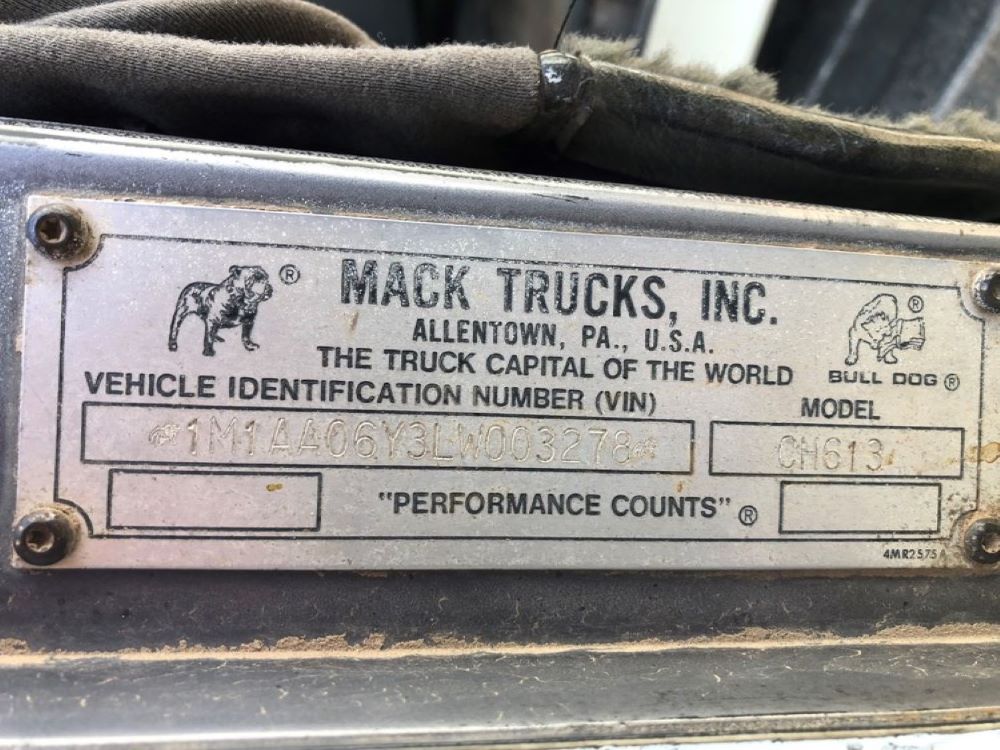 MACK TRUCKS, INC.
ALLENTOWN, PA., U.S.A.
THE TRUCK CAPITAL OF THE WORLD
BULL DOG ®
VEHICLE IDENTIFICATION NUMBER (VIN)
MODEL
1M1AA06Y3LW003278
CH613
"PERFORMANCE COUNTS" ®
4MR2575A